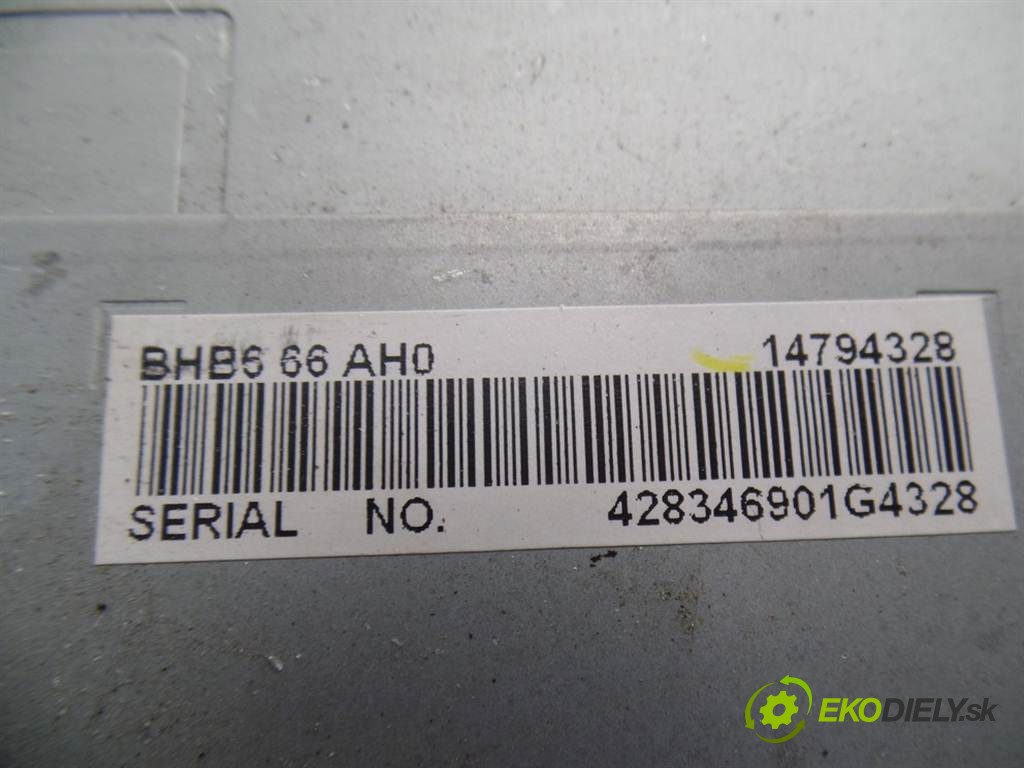 BHB6 66 AH0 14794328
SERIAL NO. 428346901G4328
EKODIELY.sk